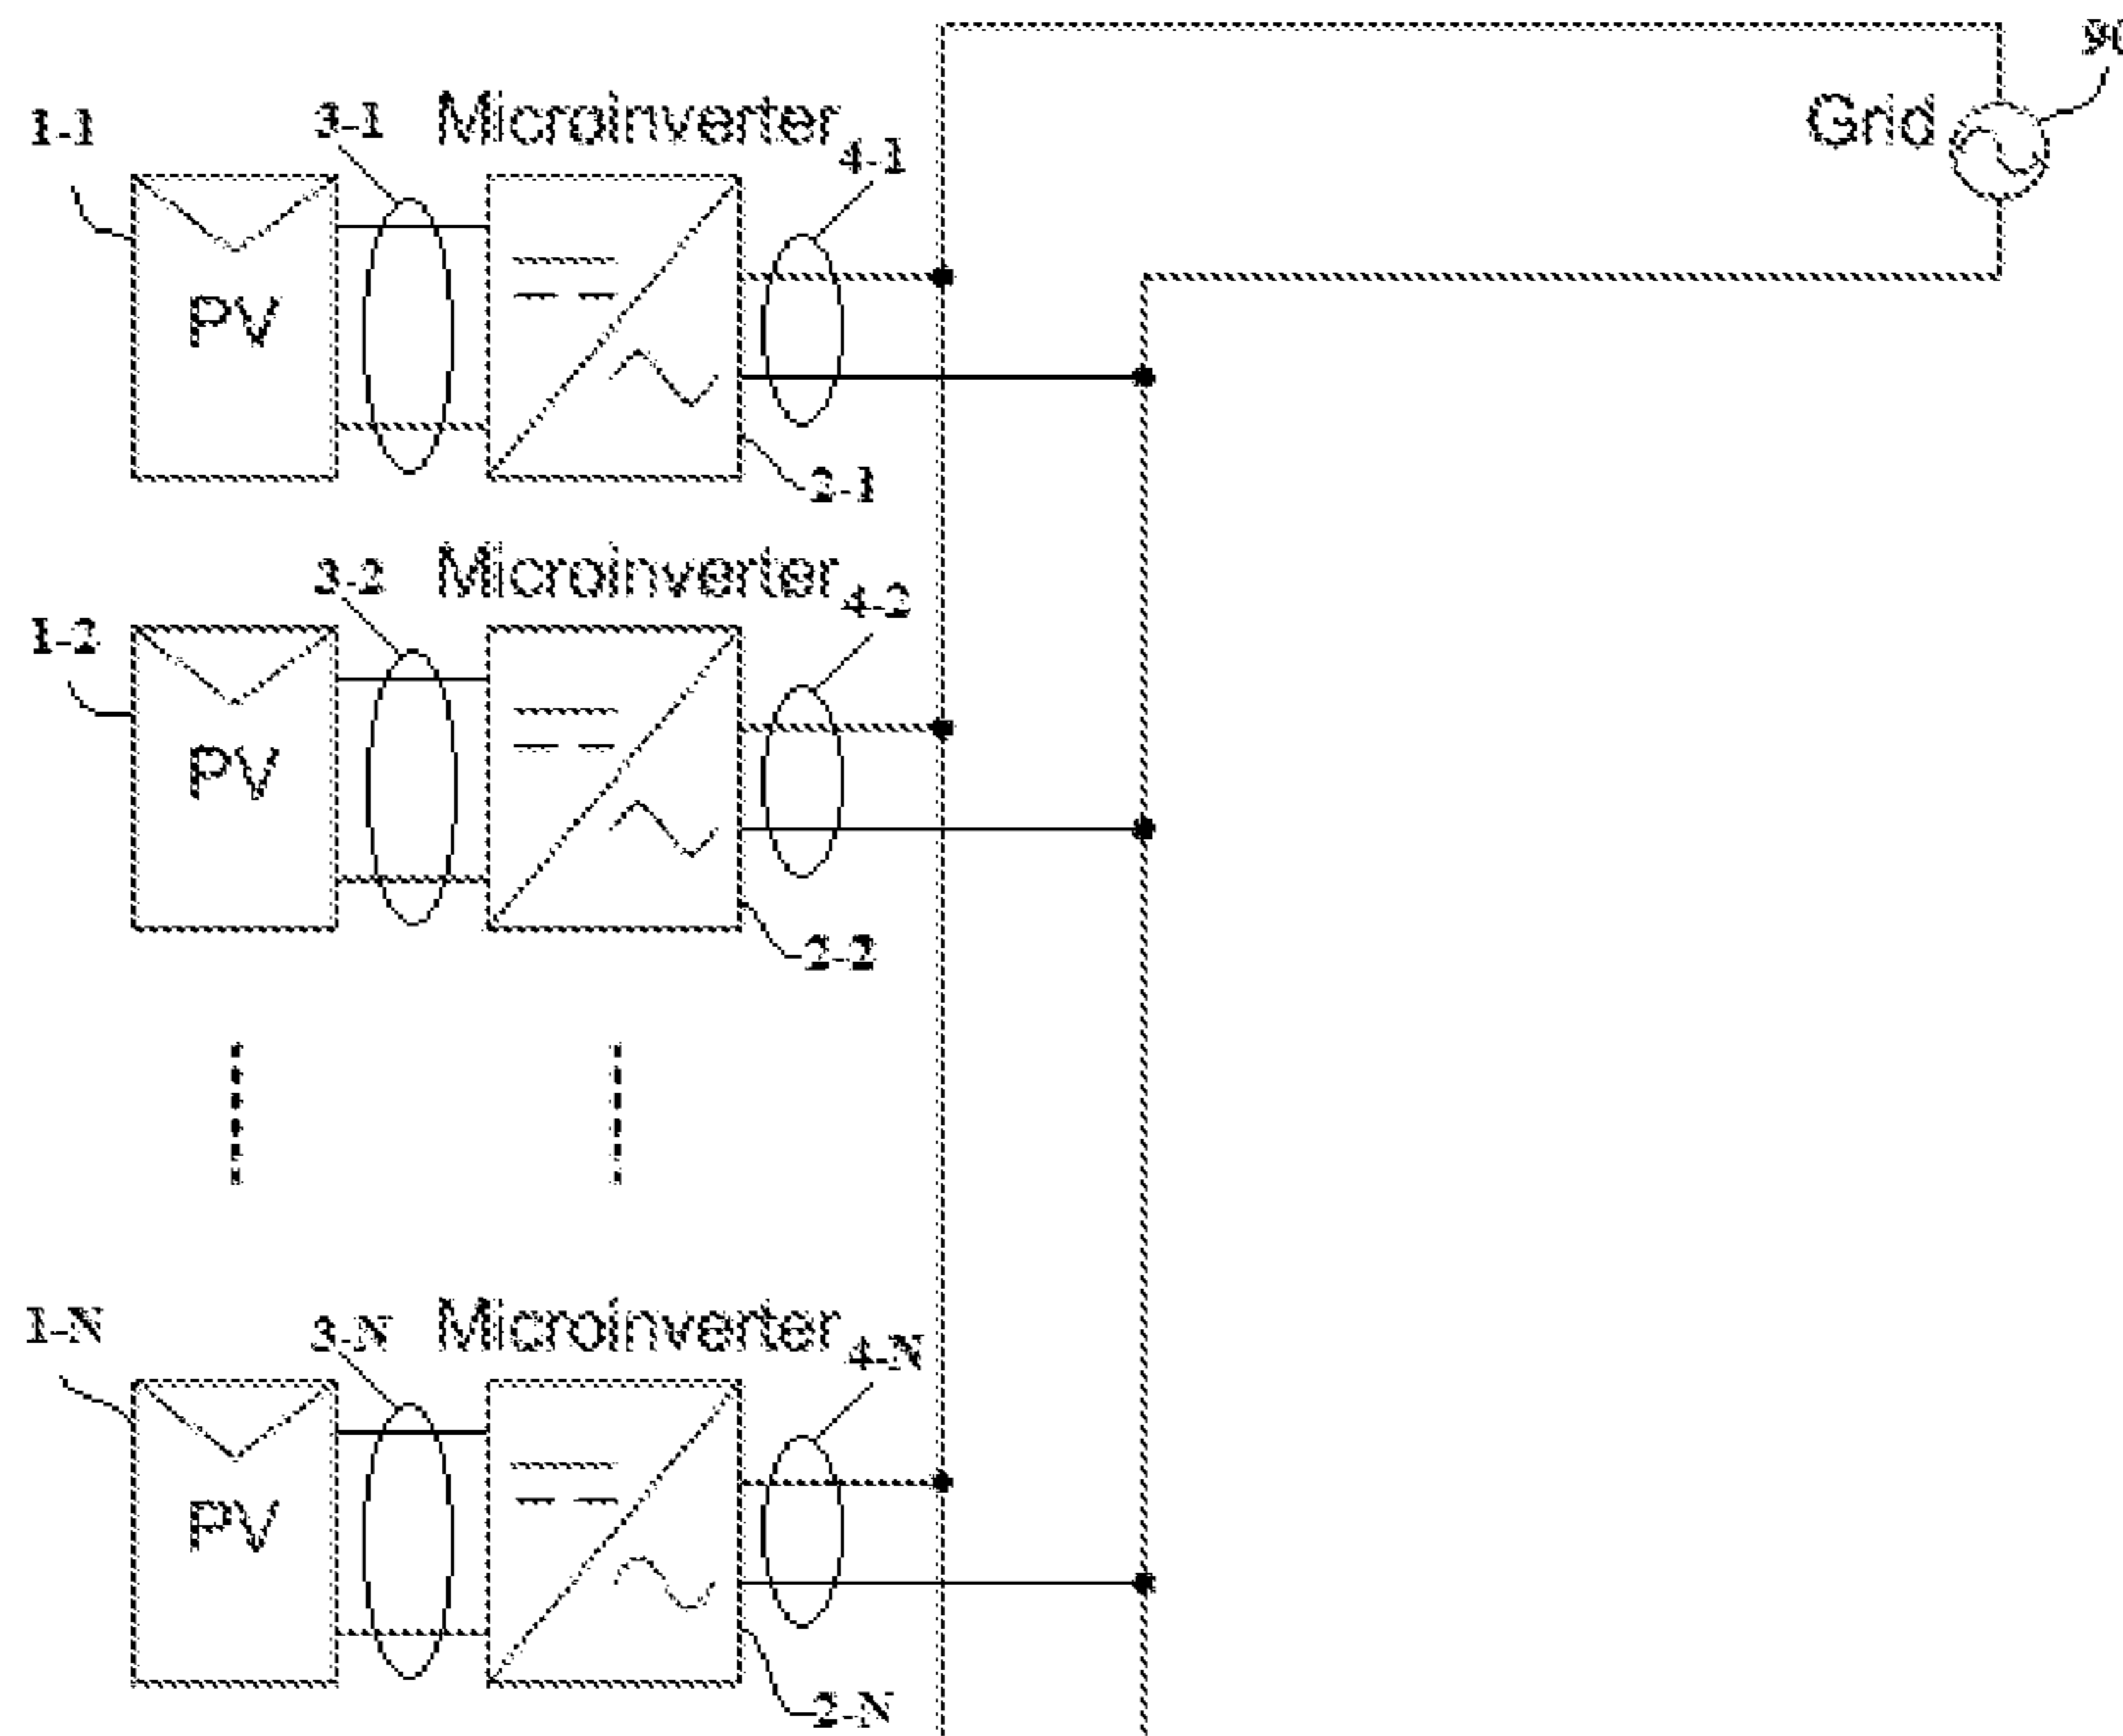 1-1
3-1
Microinverter
4-1
Grid
PV
2-1
3-2
Microinverter
4-2
1-2
PV
2-2
1-N
3-N
Microinverter
4-N
PV
2-N